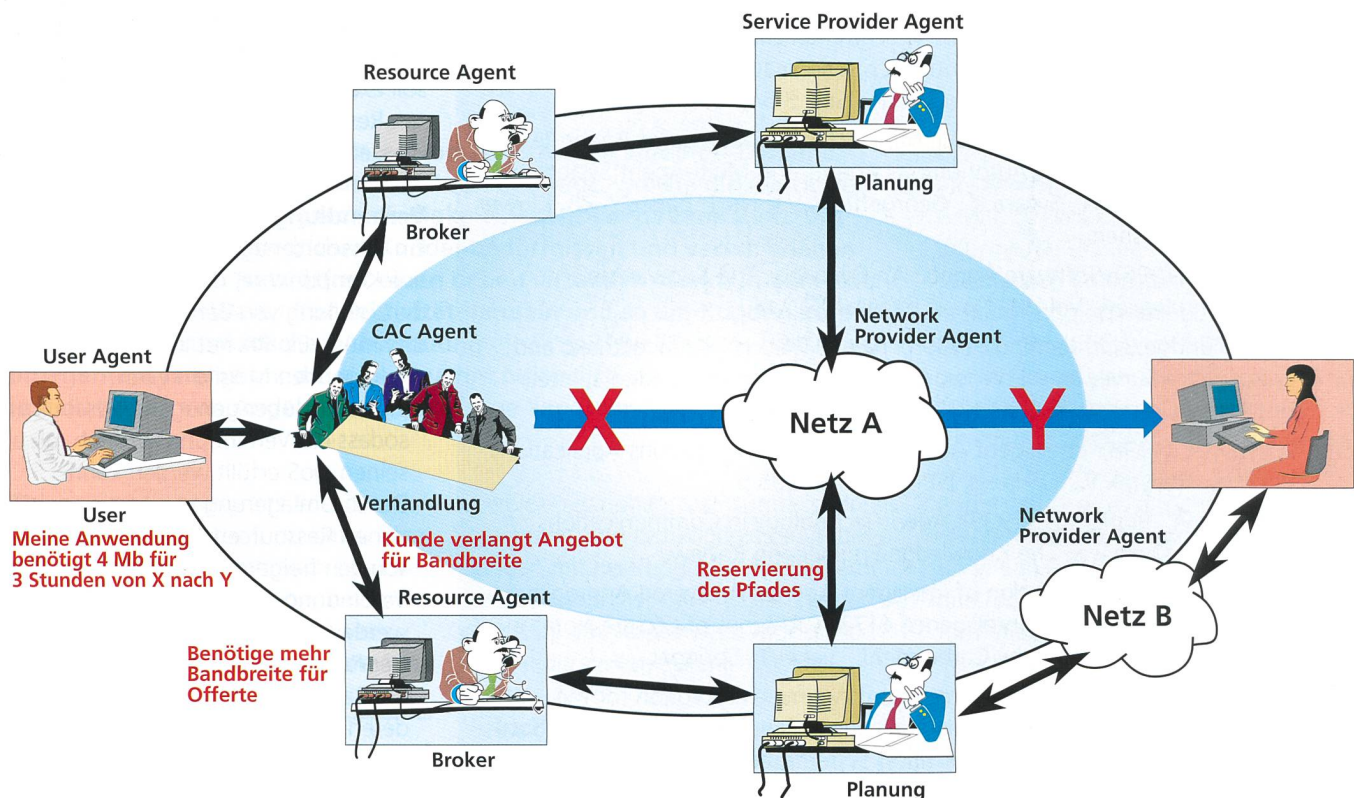 Service Provider Agent
Resource Agent
Planung
Broker
Network
Provider Agent
CAC Agent
User Agent
X
Netz A
Y
Verhandlung
User
Meine Anwendung
benötigt 4 Mb für
3 Stunden von X nach Y
Kunde verlangt Angebot
für Bandbreite
Network
Provider Agent
Reservierung
des Pfades
Resource Agent
Netz B
Benötige mehr
Bandbreite für
Offerte
Broker
Planung